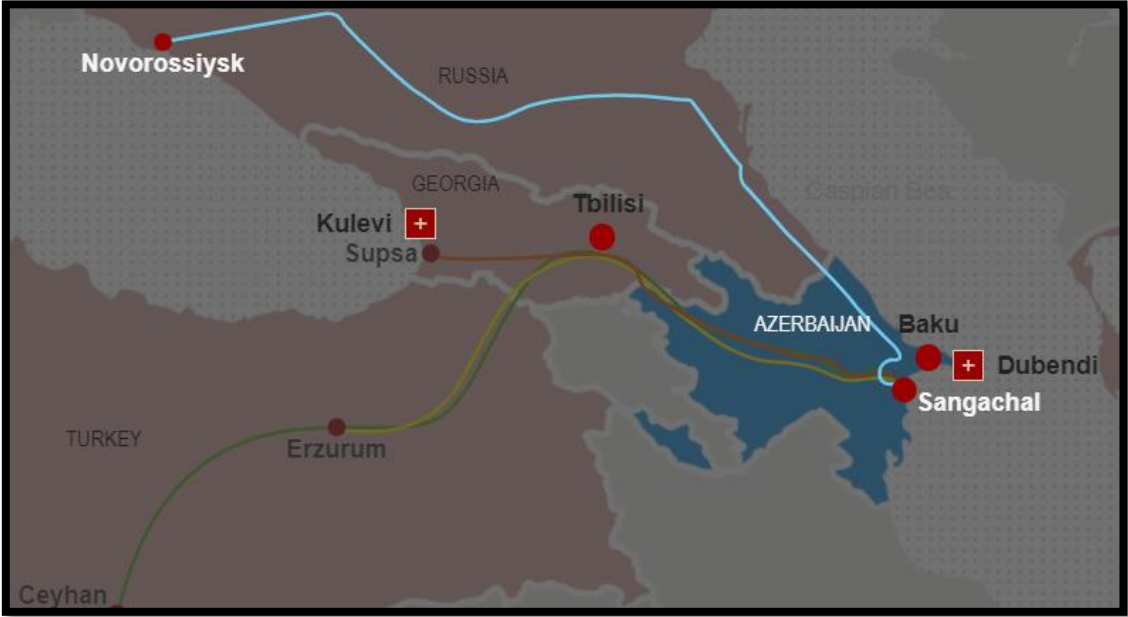 Novorossiysk
RUSSIA
GEORGIA
Caspian Sea
Tbilisi
Kulevi
Supsa
AZERBAIJAN
Baku
Dubendi
Sangachal
TURKEY
Erzurum
Ceyhan